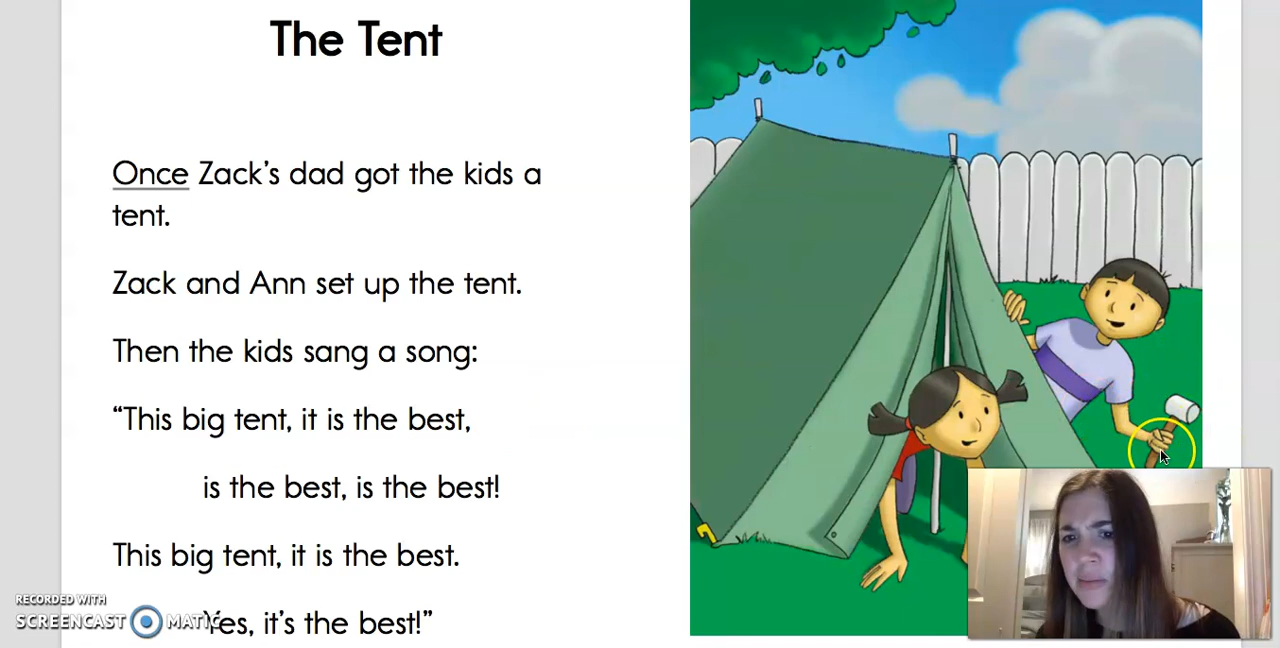 The Tent
Once Zack’s dad got the kids a
tent.
Zack and Ann set up the tent.
Then the kids sang a song:
“This big tent, it is the best,
is the best, is the best!
This big tent, it is the best.
Yes, it’s the best!”
RECORDED WITH
SCREENCAST MATIC